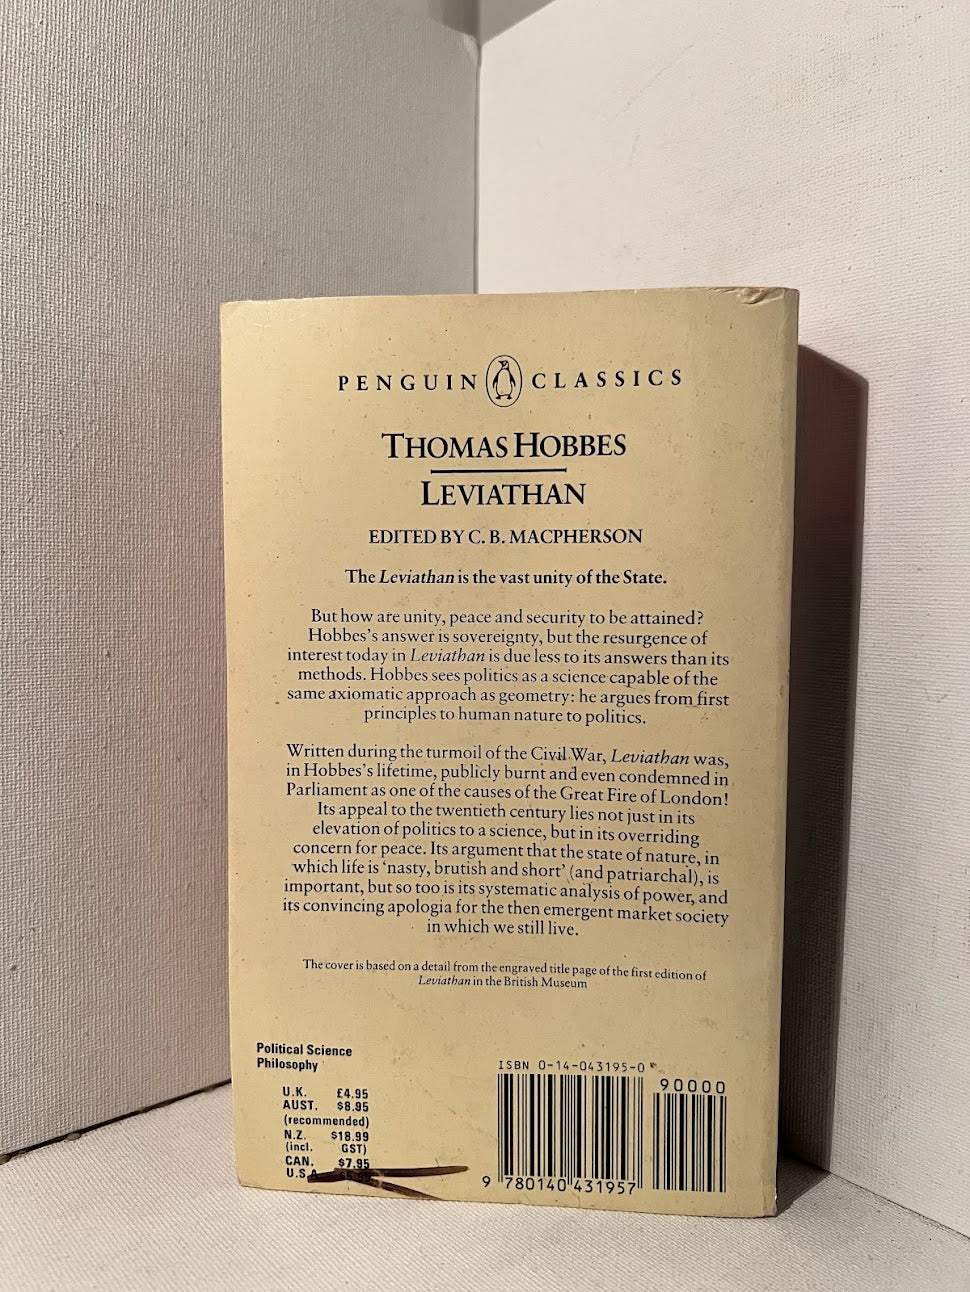 PENGUIN CLASSICS
THOMAS HOBBES
LEVIATHAN
EDITED BY C. B. MACPHERSON
The Leviathan is the vast unity of the State.
But how are unity, peace and security to be attained?
Hobbes's answer is sovereignty, but the resurgence of
interest today in Leviathan is due less to its answers than its
methods. Hobbes sees politics as a science capable of the
same axiomatic approach as geometry: he argues from first
principles to human nature to politics.
Written during the turmoil of the Civil War, Leviathan was,
in Hobbes's lifetime, publicly burnt and even condemned in
Parliament as one of the causes of the Great Fire of London!
Its appeal to the twentieth century lies not just in its
elevation of politics to a science, but in its overriding
concern for peace. Its argument that the state of nature, in
which life is 'nasty, brutish and short' (and patriarchal), is
important, but so too is its systematic analysis of power, and
its convincing apologia for the then emergent market society
in which we still live.
The cover is based on a detail from the engraved title page of the first edition of
Leviathan in the British Museum
Political Science
Philosophy
U.K. £4.95
AUST. $8.95
(recommended)
N.Z. $18.99
(incl. GST)
CAN. $7.95
U.S.A.
ISBN 0-14-043195-0
90000
9 780140 431957